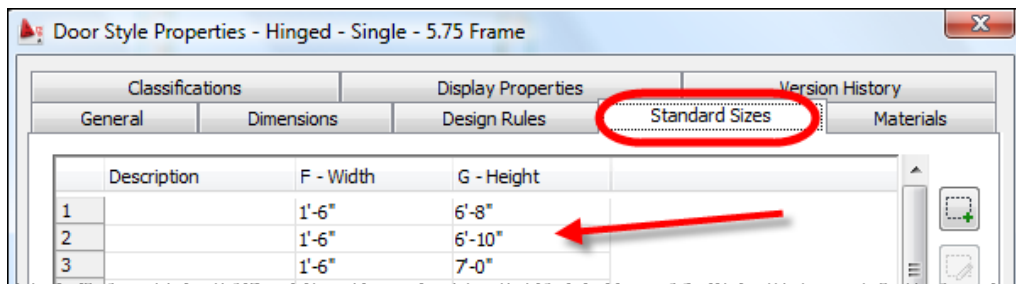 Door Style Properties - Hinged - Single - 5.75 Frame
Classifications Display Properties Version History
General Dimensions Design Rules Standard Sizes Materials
Description F - Width G - Height
1 1'-6" 6'-8"
2 1'-6" 6'-10"
3 1'-6" 7'-0"